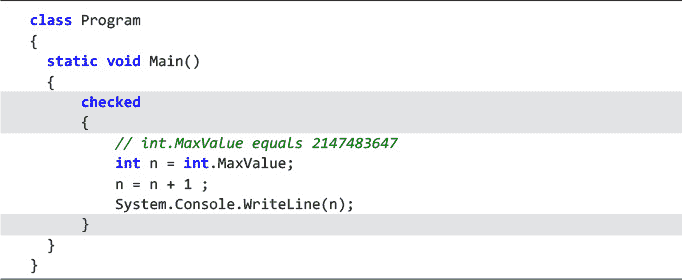 class Program
{
  static void Main()
  {
      checked
      {
          // int.MaxValue equals 2147483647
          int n = int.MaxValue;
          n = n + 1 ;
          System.Console.WriteLine(n);
      }
  }
}